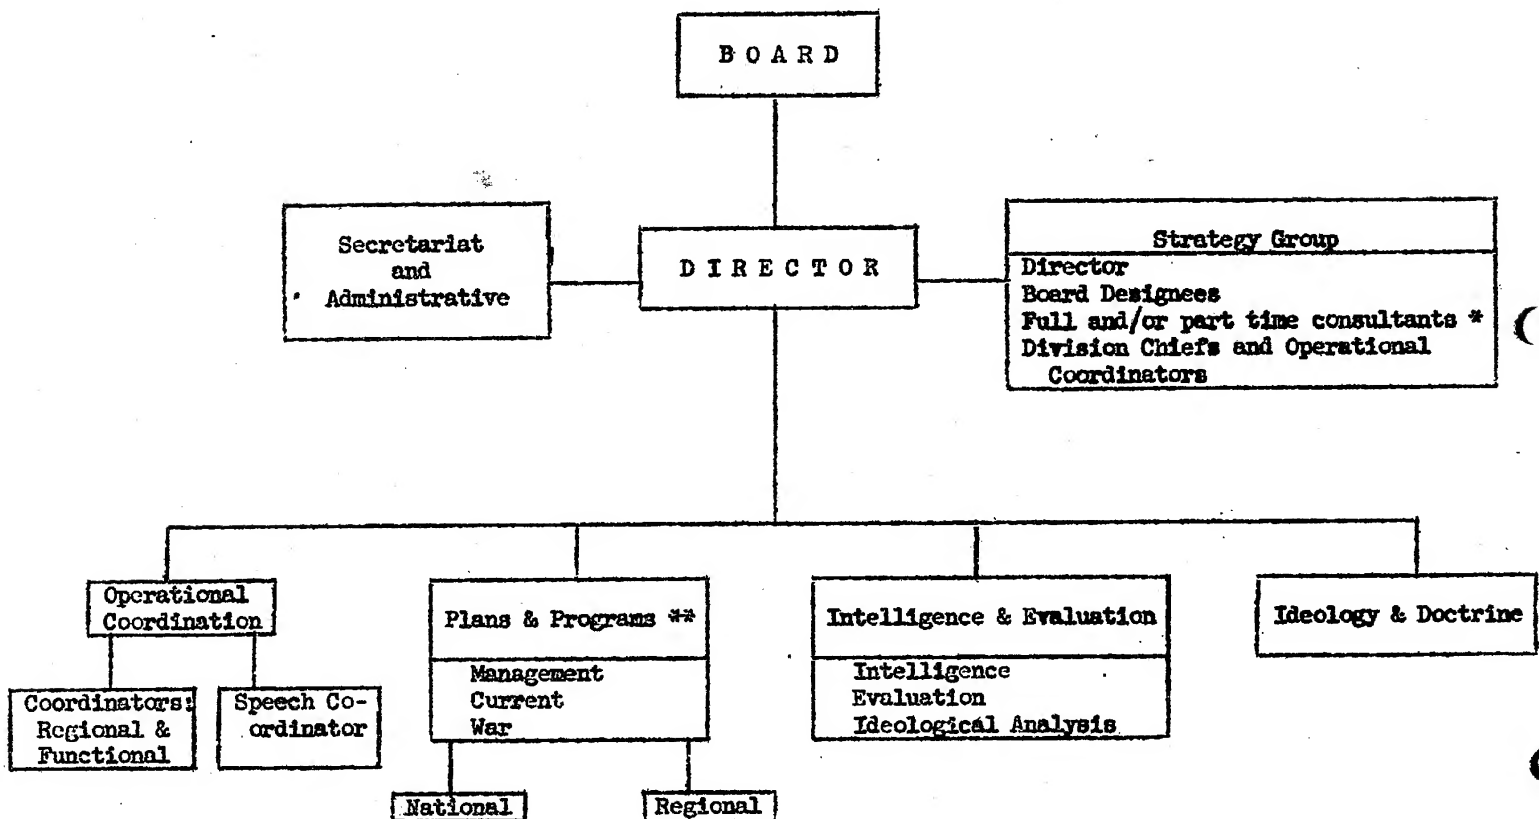 B O A R D
Secretariat
and
Administrative
D I R E C T O R
Strategy Group
Director
Board Designees
Full and/or part time consultants *
Division Chiefs and Operational
Coordinators
Operational
Coordination
Coordinators:
Regional &
Functional
Speech Co-
ordinator
Plans & Programs **
Management
Current
War
National
Regional
Intelligence & Evaluation
Intelligence
Evaluation
Ideological Analysis
Ideology & Doctrine